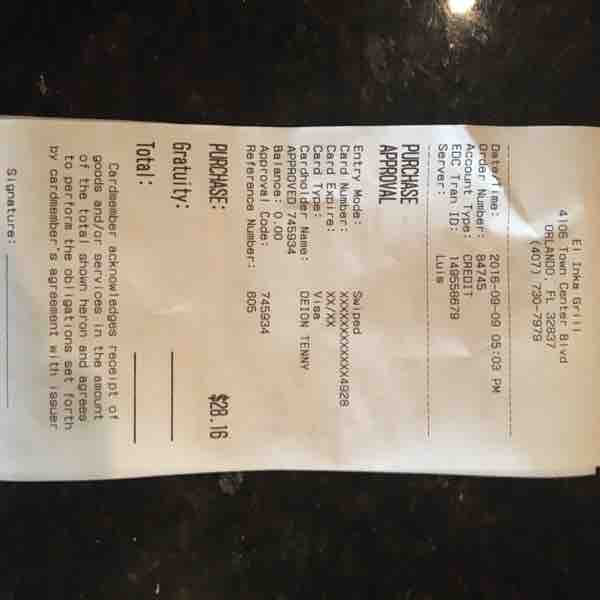 El Inka Grill
4106 Town Center Blvd
ORLANDO, FL 32837
(407) 730-7979
Date/Time: 2016-09-09 05:03 PM
Order Number: 84745
Account Type: CREDIT
EDC Tran ID: 149558679
Server: Luis
PURCHASE
APPROVAL
Entry Mode: Swiped
Card Number: XXXXXXXXXXXX4928
Card Expire: XX/XX
Card Type: Visa
Cardholder Name: DEION TENNY
APPROVED 745934
Balance: 0.00
Approval Code: 745934
Reference Number: 805
PURCHASE: $28.16
Gratuity:
Total:
Cardmember acknowledges receipt of
goods and/or services in the amount
of the total shown heron and agrees
to perform the obligations set forth
by cardmember's agreement with issuer
Signature: